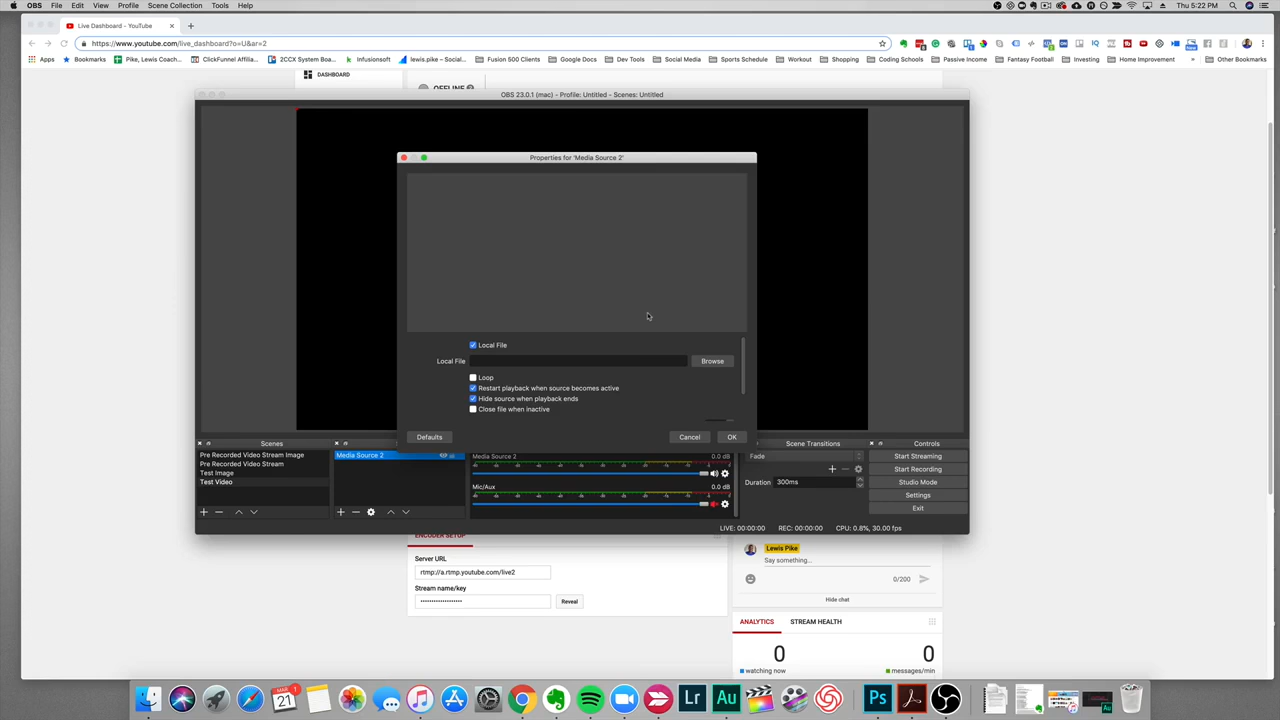 OBS File Edit View Profile Scene Collection Tools Help
Thu 5:22 PM
Live Dashboard - YouTube
https://www.youtube.com/live_dashboard?o=U&ar=2
Apps Bookmarks Pike, Lewis Coach... ClickFunnel Affilia... 2CCX System Boa... Infusionsoft lewis.pike – Social... Fusion 500 Clients Google Docs Dev Tools Social Media Sports Schedule Workout Shopping Coding Schools Passive Income Fantasy Football Investing Home Improvement » Other Bookmarks
DASHBOARD
OFFLINE
OBS 23.0.1 (mac) - Profile: Untitled - Scenes: Untitled
Properties for 'Media Source 2'
Local File
Local File
Browse
Loop
Restart playback when source becomes active
Hide source when playback ends
Close file when inactive
Defaults
Cancel
OK
Scenes
Pre Recorded Video Stream Image
Pre Recorded Video Stream
Test Image
Test Video
Media Source 2
Media Source 2
0.0 dB
Mic/Aux
0.0 dB
Scene Transitions
Fade
Duration
300ms
Controls
Start Streaming
Start Recording
Studio Mode
Settings
Exit
LIVE: 00:00:00
REC: 00:00:00
CPU: 0.8%, 30.00 fps
ENCODER SETUP
Server URL
rtmp://a.rtmp.youtube.com/live2
Stream name/key
Reveal
Lewis Pike
Say something...
0/200
Hide chat
ANALYTICS
STREAM HEALTH
0
0
watching now
messages/min
MAR
21
1
Lr
Au
Ps